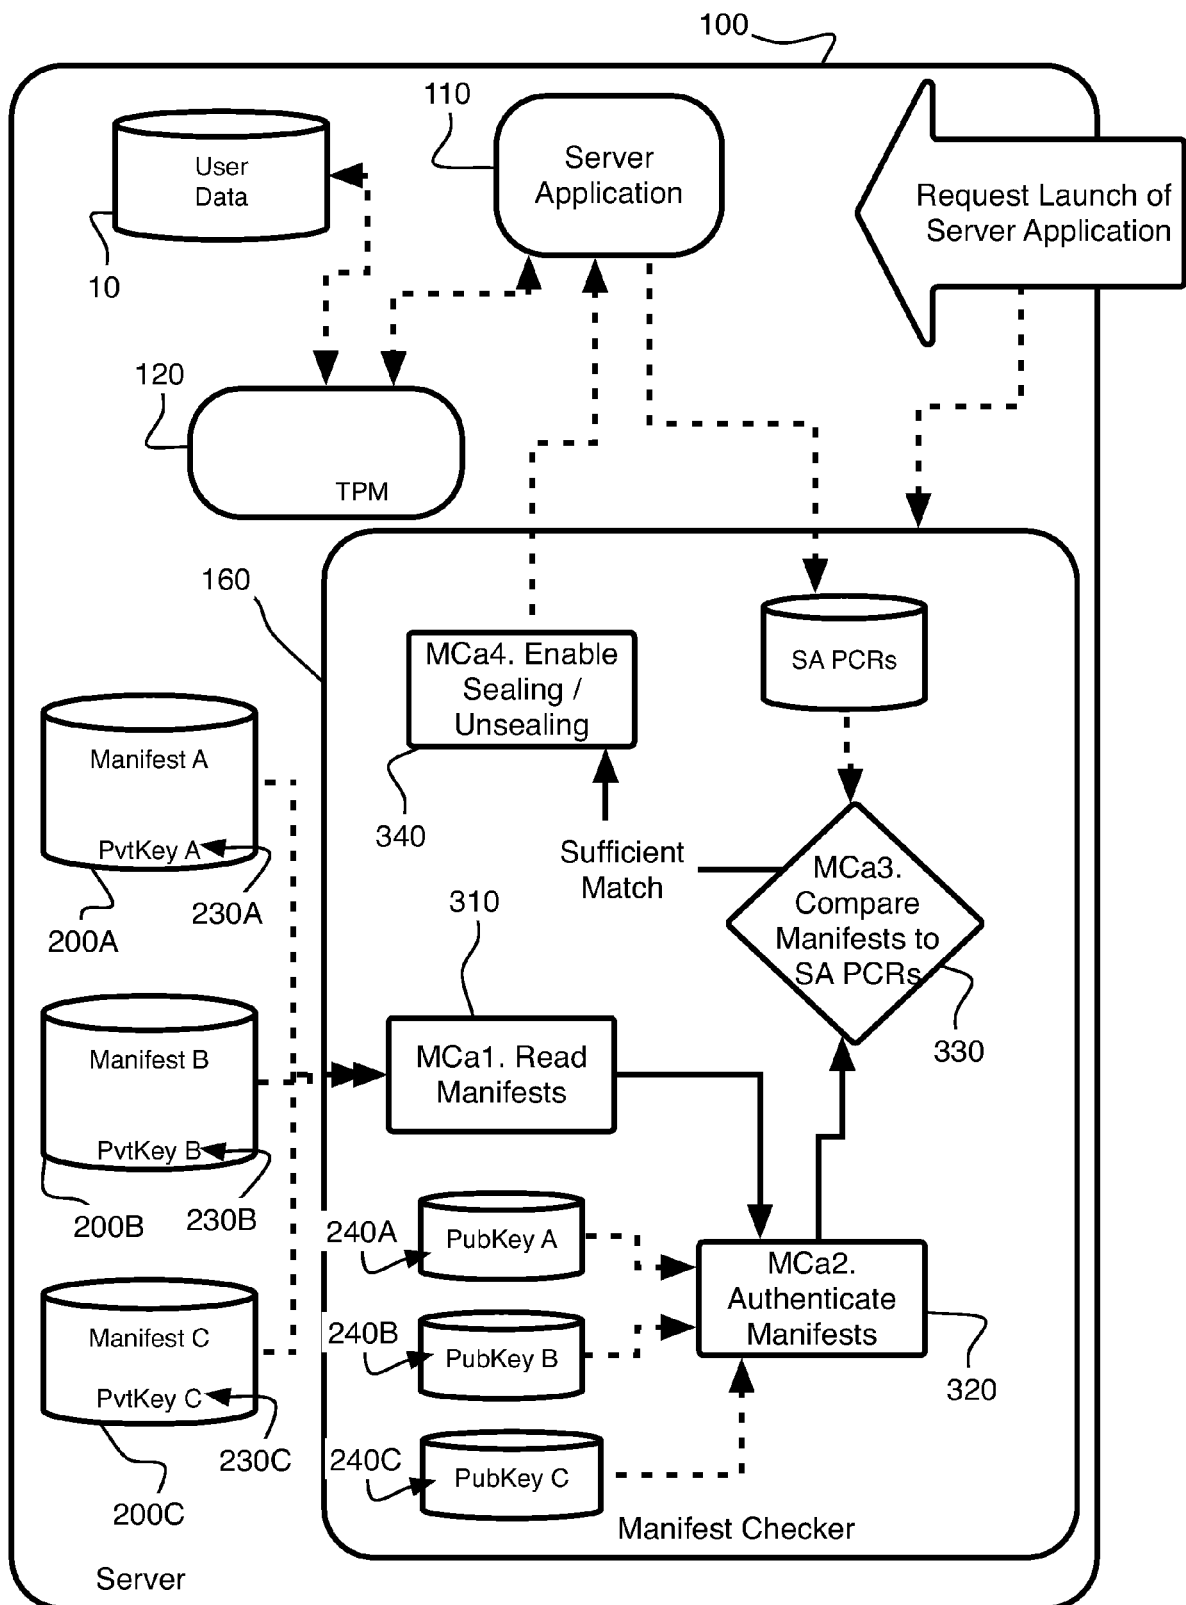 100
110
User
Data
Server
Application
Request Launch of
Server Application
10
120
TPM
160
MCa4. Enable
Sealing /
Unsealing
SA PCRs
Manifest A
PvtKey A
340
Sufficient
Match
MCa3.
Compare
Manifests to
SA PCRs
230A
200A
310
330
Manifest B
PvtKey B
MCa1. Read
Manifests
200B
230B
240A
PubKey A
MCa2.
Authenticate
Manifests
Manifest C
PvtKey C
240B
PubKey B
320
230C
200C
240C
PubKey C
Manifest Checker
Server